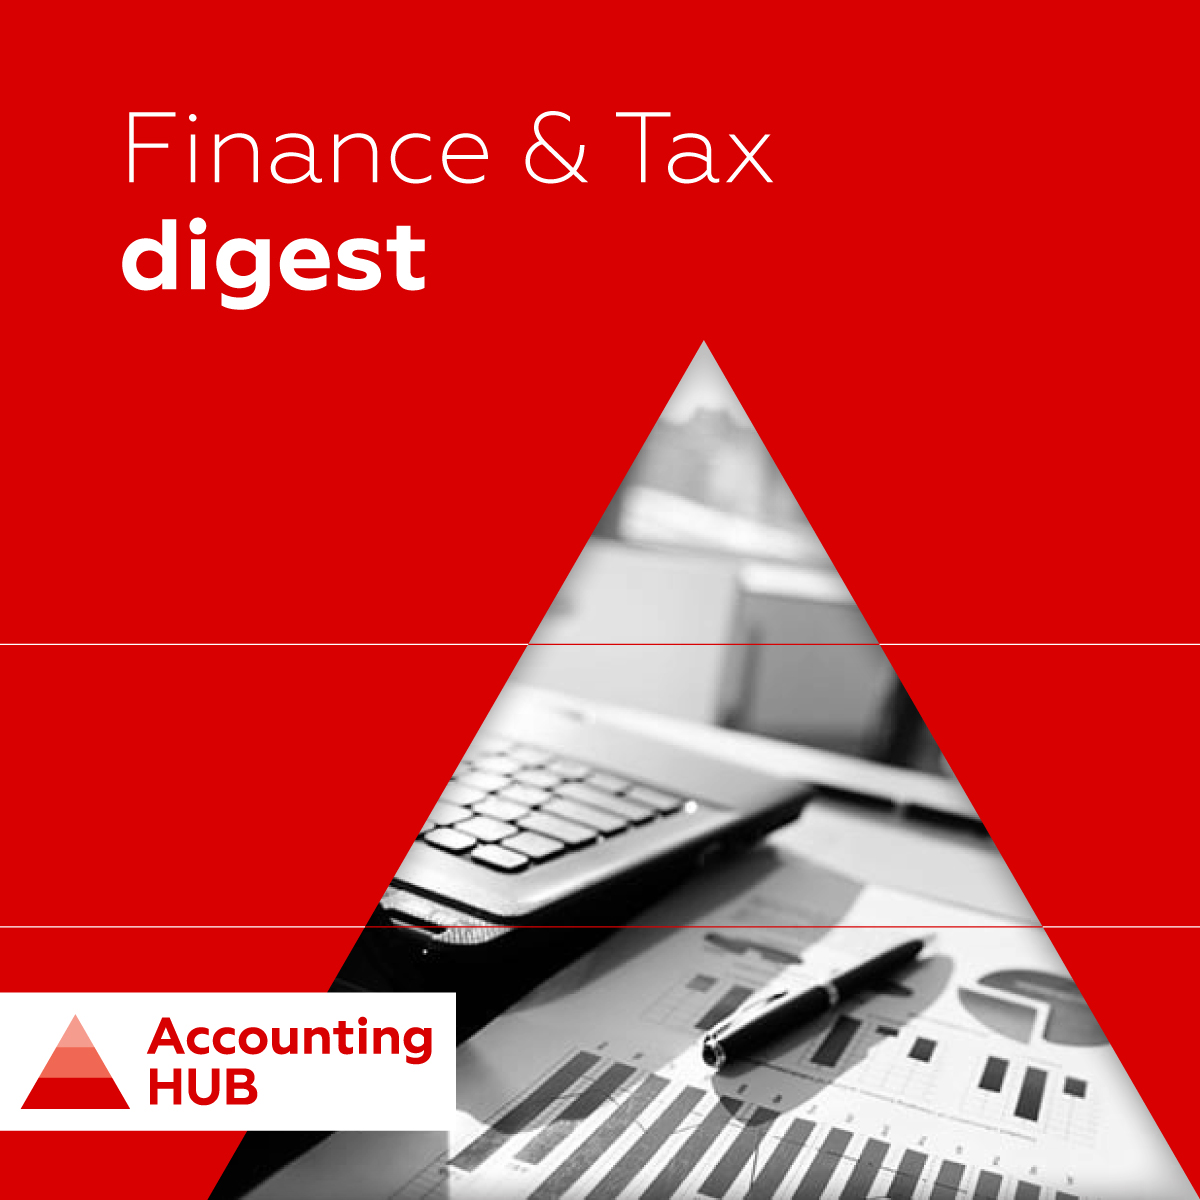 Finance & Tax
digest
Accounting
HUB